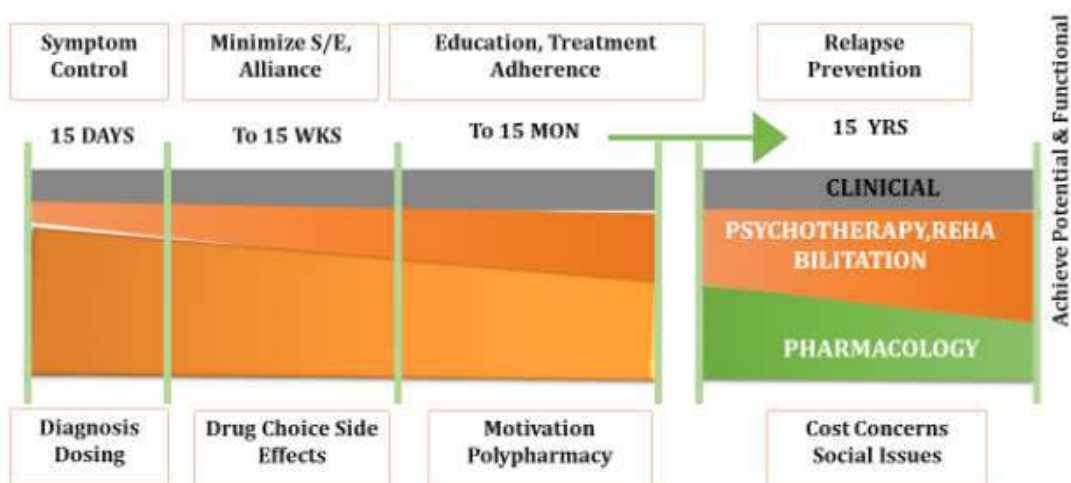 Symptom
Control
Minimize S/E,
Alliance
Education, Treatment
Adherence
Relapse
Prevention
15 DAYS
To 15 WKS
To 15 MON
15 YRS
CLINICIAL
PSYCHOTHERAPY,REHA
BILITATION
PHARMACOLOGY
Diagnosis
Dosing
Drug Choice Side
Effects
Motivation
Polypharmacy
Cost Concerns
Social Issues
Achieve Potential & Functional